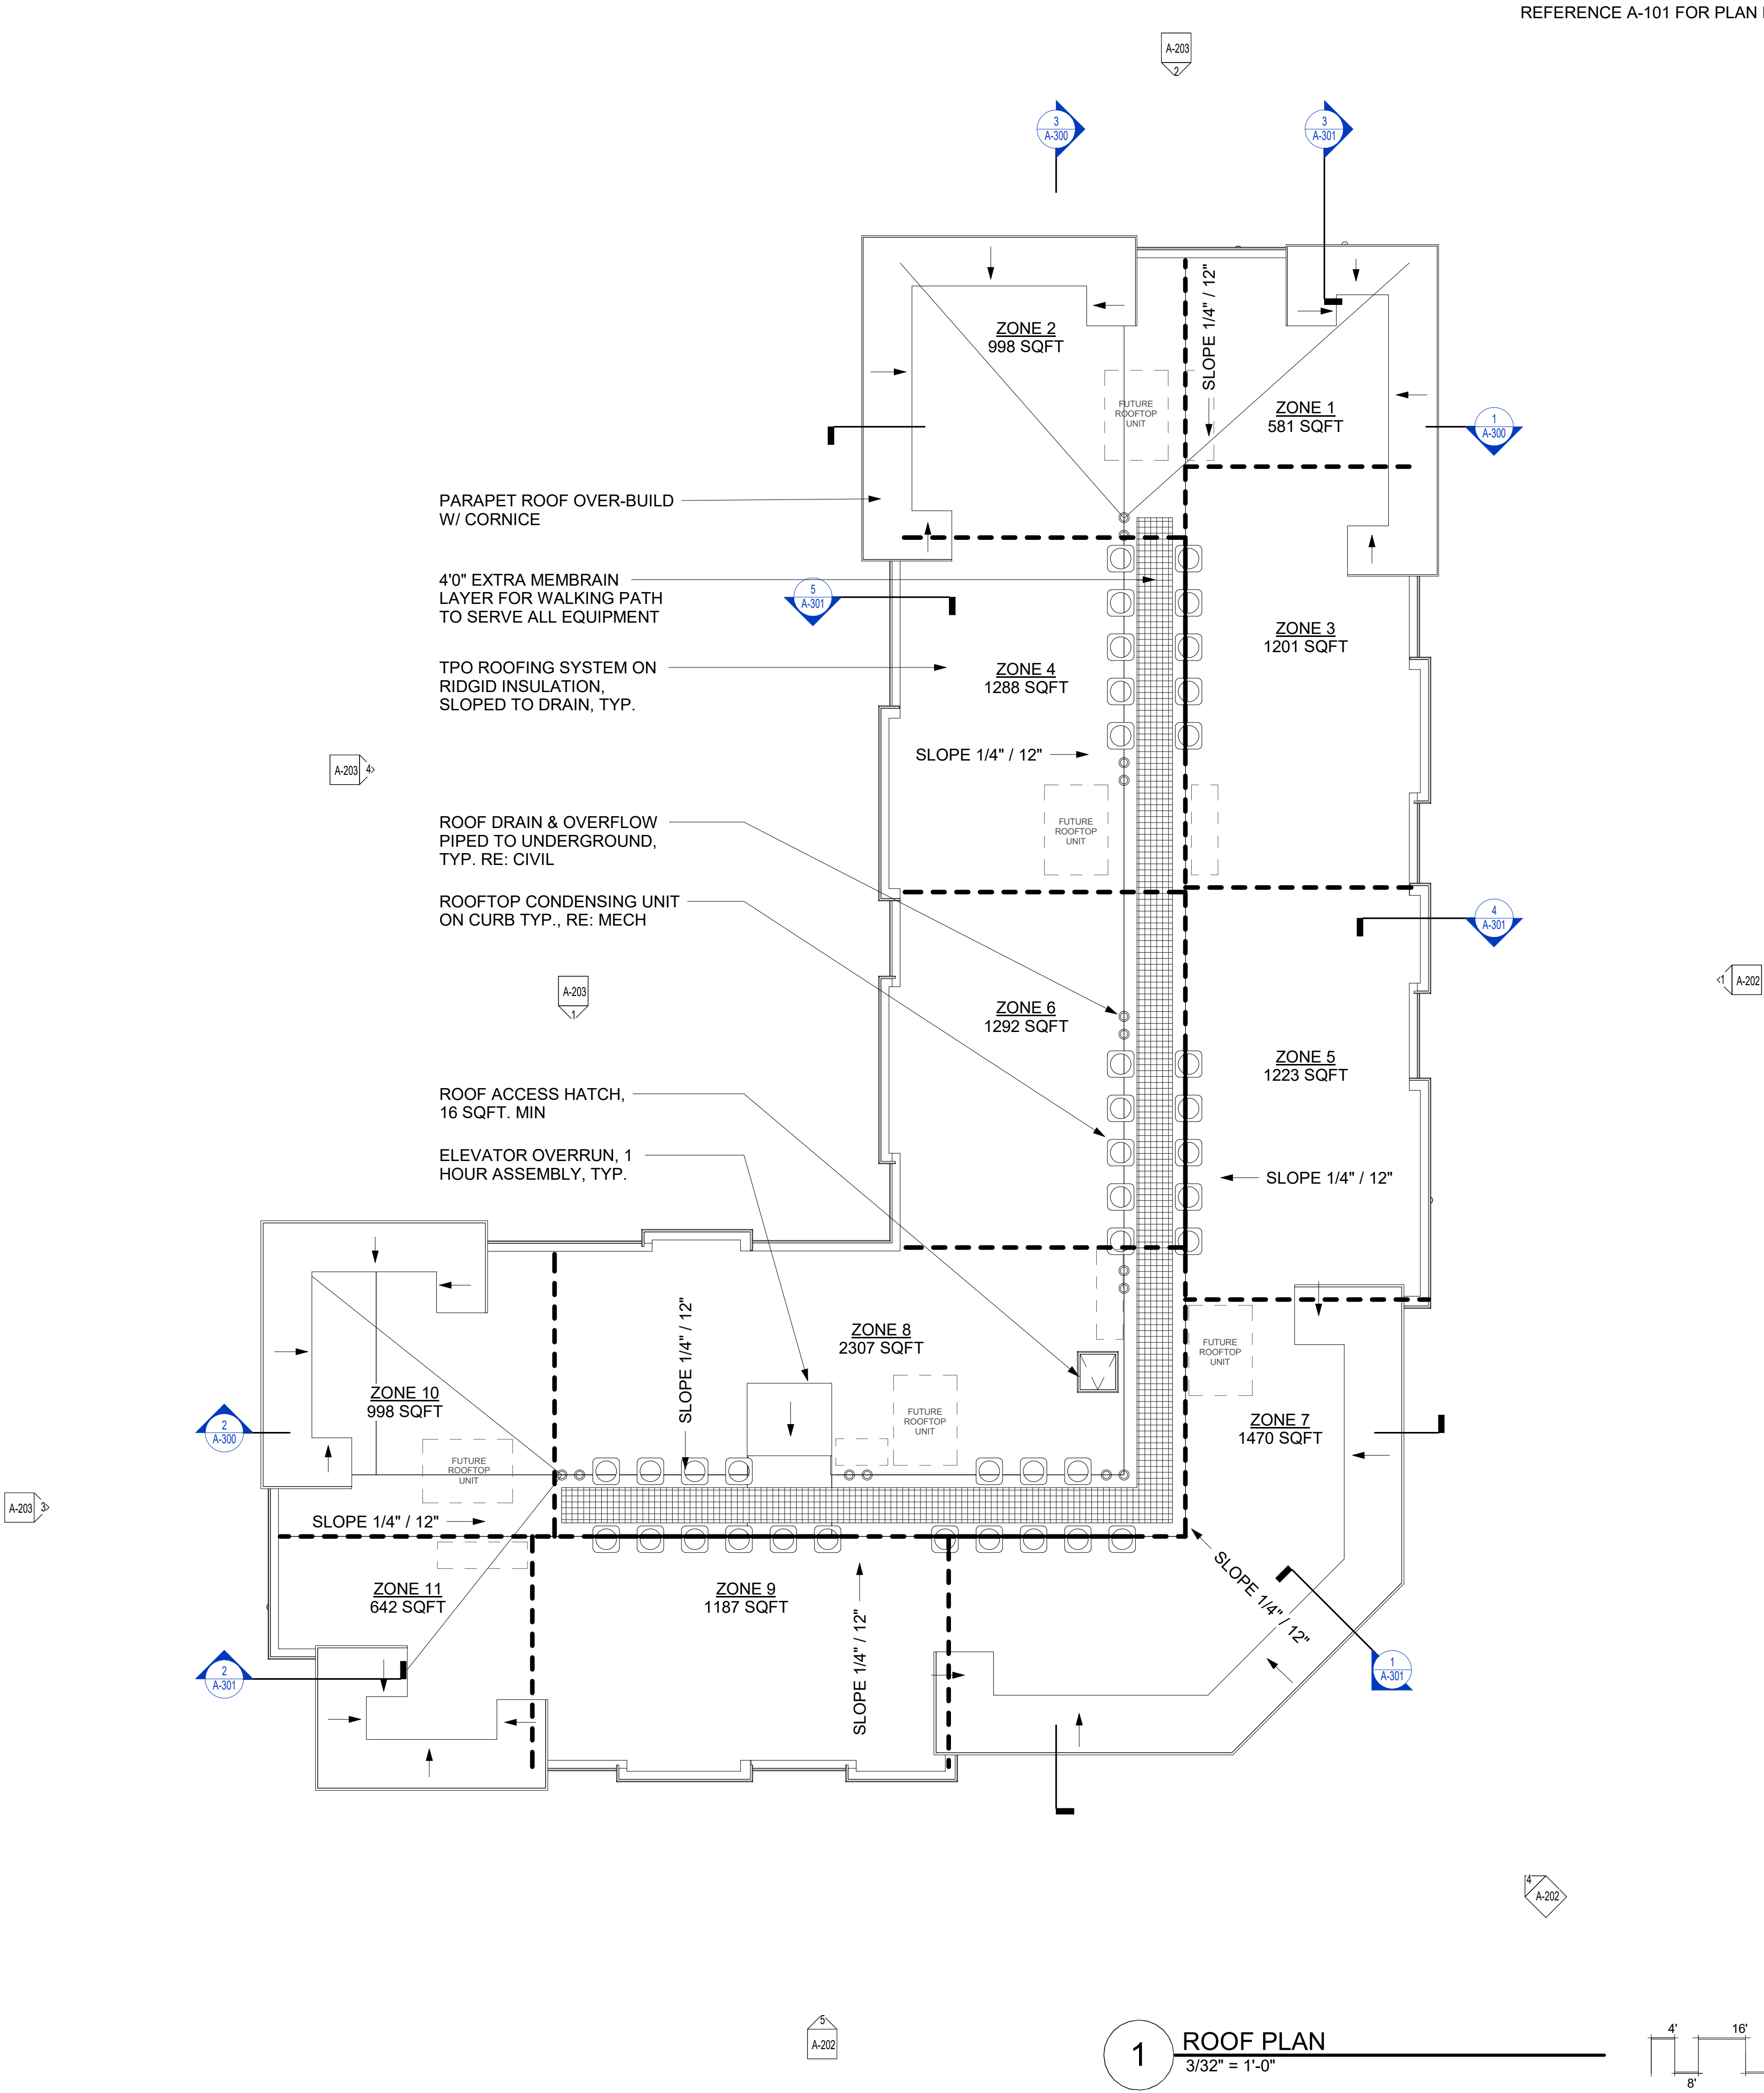 REFERENCE A-101 FOR PLAN
A-203
2
3
A-300
3
A-301
SLOPE 1/4" / 12"
ZONE 2
998 SQFT
FUTURE
ROOFTOP
UNIT
ZONE 1
581 SQFT
1
A-300
PARAPET ROOF OVER-BUILD
W/ CORNICE
4'0" EXTRA MEMBRAIN
LAYER FOR WALKING PATH
TO SERVE ALL EQUIPMENT
5
A-301
ZONE 3
1201 SQFT
TPO ROOFING SYSTEM ON
RIDGID INSULATION,
SLOPED TO DRAIN, TYP.
ZONE 4
1288 SQFT
SLOPE 1/4" / 12"
A-203
4
ROOF DRAIN & OVERFLOW
PIPED TO UNDERGROUND,
TYP. RE: CIVIL
FUTURE
ROOFTOP
UNIT
ROOFTOP CONDENSING UNIT
ON CURB TYP., RE: MECH
4
A-301
A-203
1
1
A-202
ZONE 6
1292 SQFT
ZONE 5
1223 SQFT
ROOF ACCESS HATCH,
16 SQFT. MIN
ELEVATOR OVERRUN, 1
HOUR ASSEMBLY, TYP.
SLOPE 1/4" / 12"
SLOPE 1/4" / 12"
ZONE 8
2307 SQFT
FUTURE
ROOFTOP
UNIT
ZONE 10
998 SQFT
FUTURE
ROOFTOP
UNIT
ZONE 7
1470 SQFT
2
A-300
FUTURE
ROOFTOP
UNIT
A-203
3
SLOPE 1/4" / 12"
SLOPE 1/4" / 12"
ZONE 11
642 SQFT
ZONE 9
1187 SQFT
SLOPE 1/4" / 12"
2
A-301
1
A-301
4
A-202
5
A-202
1
ROOF PLAN
3/32" = 1'-0"
4'
16'
8'